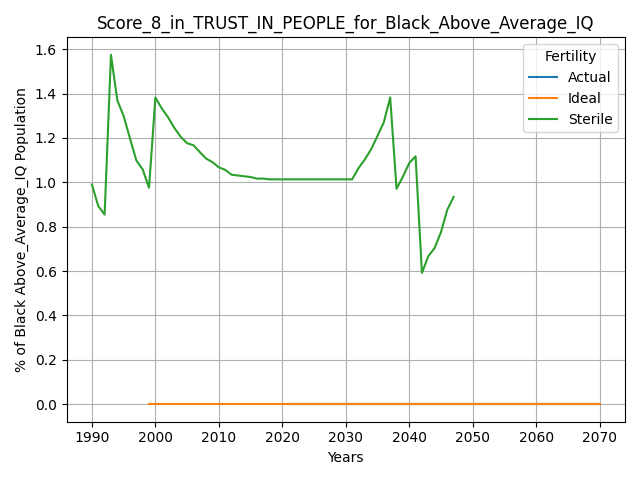 Score_8_in_TRUST_IN_PEOPLE_for_Black_Above_Average_IQ
% of Black Above_Average_IQ Population
1.6
1.4
1.2
1.0
0.8
0.6
0.4
0.2
0.0
Fertility
Actual
Ideal
Sterile
1990 2000 2010 2020 2030 2040 2050 2060 2070
Years